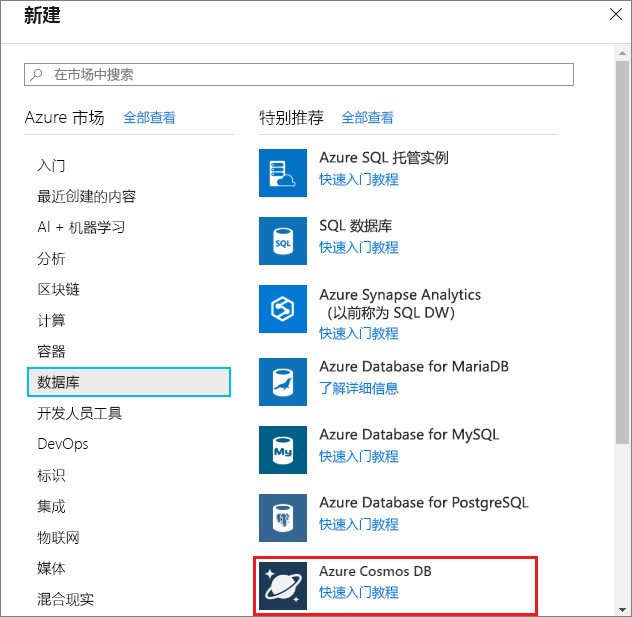 新建
在市场中搜索
Azure 市场 全部查看
入门
最近创建的内容
AI + 机器学习
分析
区块链
计算
容器
数据库
开发人员工具
DevOps
标识
集成
物联网
媒体
混合现实
特别推荐 全部查看
Azure SQL 托管实例
快速入门教程
SQL
SQL 数据库
快速入门教程
Azure Synapse Analytics
（以前称为 SQL DW）
快速入门教程
Azure Database for MariaDB
了解详细信息
My
Azure Database for MySQL
快速入门教程
Azure Database for PostgreSQL
快速入门教程
Azure Cosmos DB
快速入门教程